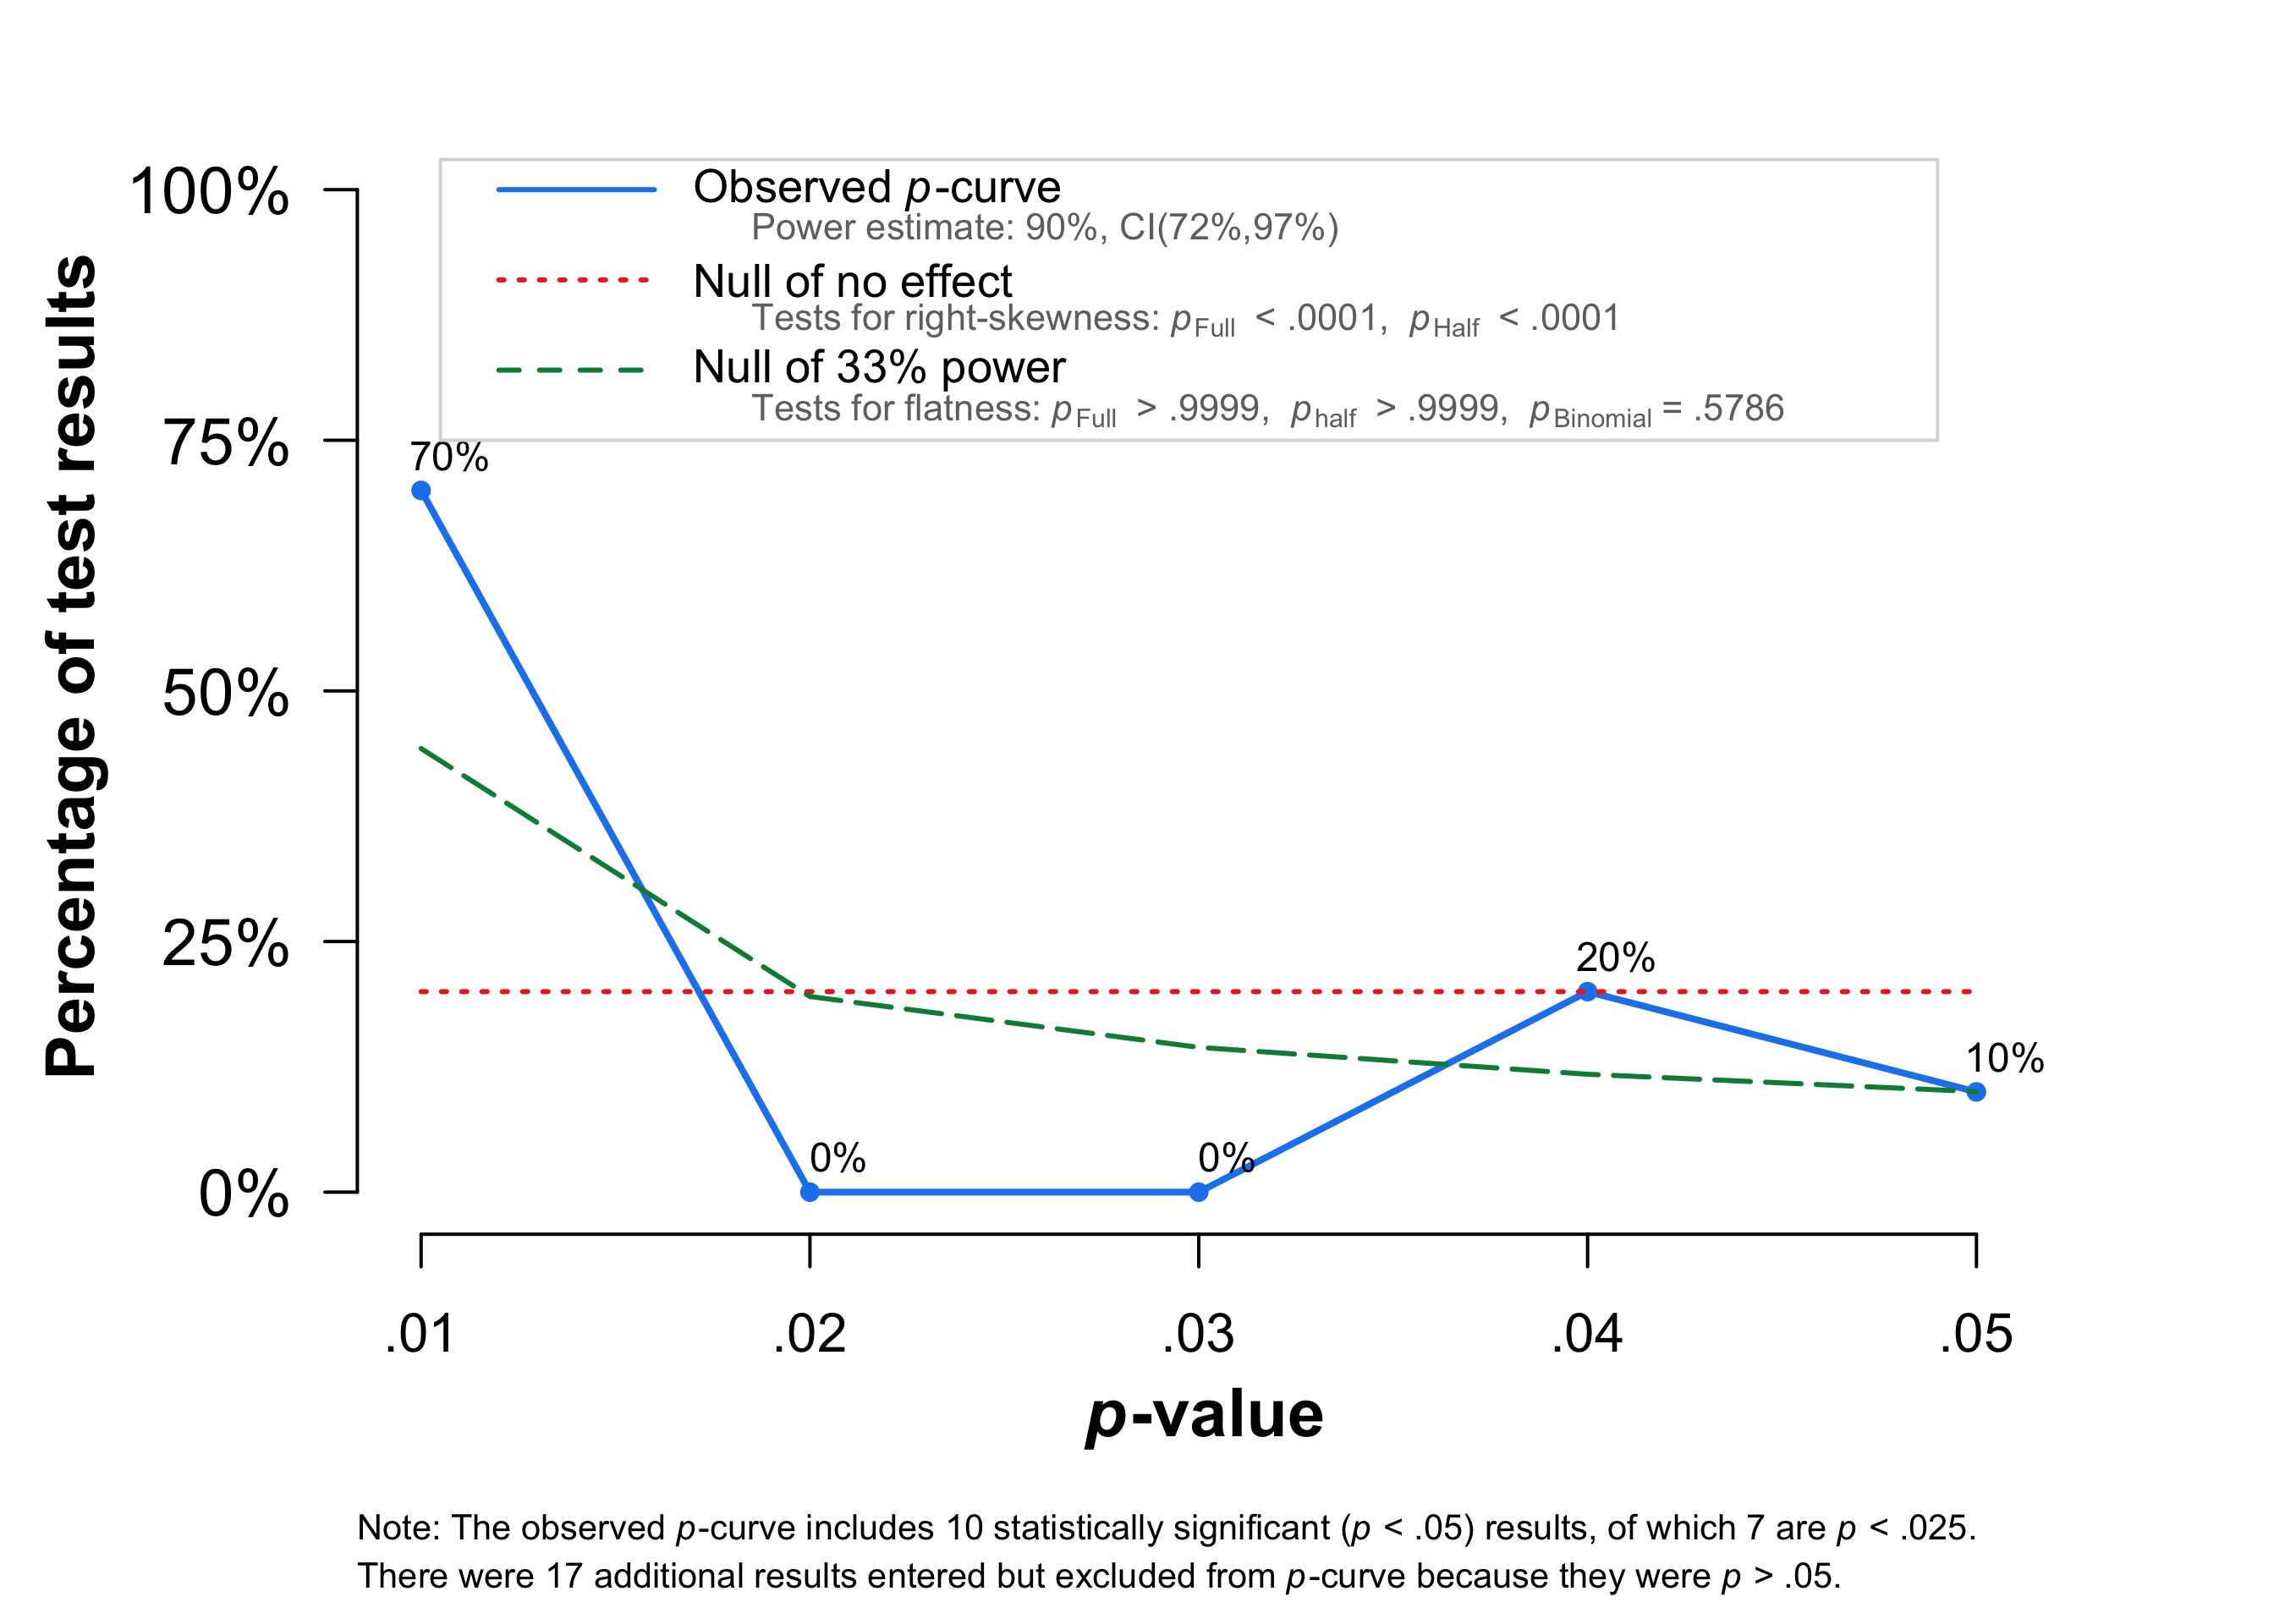 100%
75%
50%
25%
0%
Percentage of test results
Observed p-curve
Power estimate: 90%, CI(72%,97%)
Null of no effect
Tests for right-skewness: pFull < .0001, pHalf < .0001
Null of 33% power
Tests for flatness: pFull > .9999, phalf > .9999, pBinomial = .5786
70%
0%
0%
20%
10%
.01 .02 .03 .04 .05
p-value
Note: The observed p-curve includes 10 statistically significant (p < .05) results, of which 7 are p < .025.
There were 17 additional results entered but excluded from p-curve because they were p > .05.